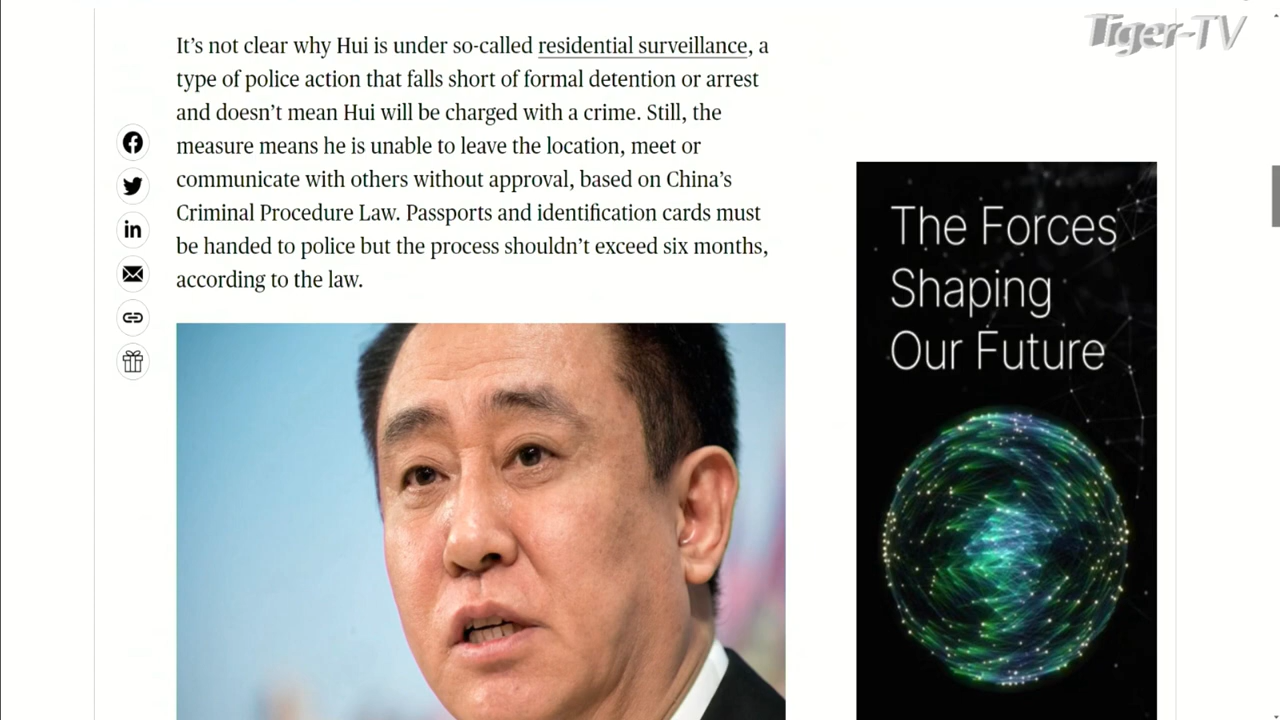 Tiger-TV
It’s not clear why Hui is under so-called residential surveillance, a
type of police action that falls short of formal detention or arrest
and doesn’t mean Hui will be charged with a crime. Still, the
measure means he is unable to leave the location, meet or
communicate with others without approval, based on China’s
Criminal Procedure Law. Passports and identification cards must
be handed to police but the process shouldn’t exceed six months,
according to the law.
in
The Forces
Shaping
Our Future